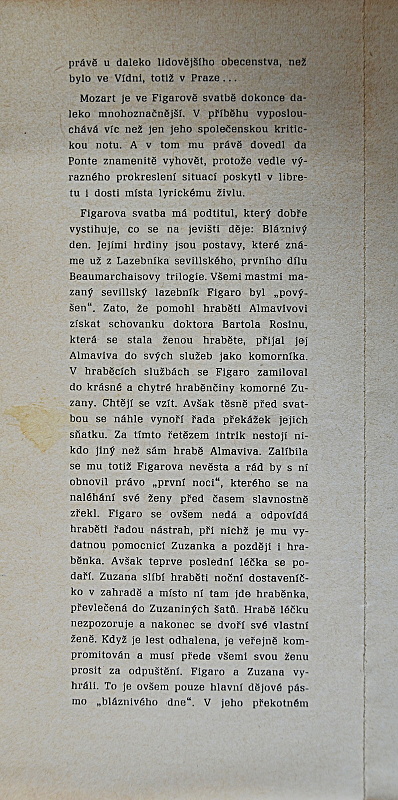 právě u daleko lidovějšího obecenstva, než
bylo ve Vídni, totiž v Praze...
Mozart je ve Figarově svatbě dokonce da-
leko mnohoznačnější. V příběhu vyposlou-
chává víc než jen jeho společenskou kritic-
kou notu. A v tom mu právě dovedl da
Ponte znamenitě vyhovět, protože vedle vý-
razného prokreslení situací poskytl v libre-
tu i dosti místa lyrickému živlu.
Figarova svatba má podtitul, který dobře
vystihuje, co se na jevišti děje: Bláznivý
den. Jejími hrdiny jsou postavy, které zná-
me už z Lazebníka sevillského, prvního dílu
Beaumarchaisovy trilogie. Všemi mastmi ma-
zaný sevillský lazebník Figaro byl „pový-
šen“. Zato, že pomohl hraběti Almavivovi
získat schovanku doktora Bartola Rosinu,
která se stala ženou hraběte, přijal jej
Almaviva do svých služeb jako komorníka.
V hraběcích službách se Figaro zamiloval
do krásné a chytré hraběnčiny komorné Zu-
zany. Chtějí se vzít. Avšak těsně před svat-
bou se náhle vynoří řada překážek jejich
sňatku. Za tímto řetězem intrik nestojí ni-
kdo jiný než sám hrabě Almaviva. Zalíbila
se mu totiž Figarova nevěsta a rád by s ní
obnovil právo „první noci“, kterého se na
naléhání své ženy před časem slavnostně
zřekl. Figaro se ovšem nedá a odpovídá
hraběti řadou nástrah, při nichž je mu vy-
datnou pomocnicí Zuzanka a později i hra-
běnka. Avšak teprve poslední léčka se po-
daří. Zuzana slíbí hraběti noční dostaveníč-
ko v zahradě a místo ní tam jde hraběnka,
převlečená do Zuzaniných šatů. Hrabě léčku
nezpozoruje a nakonec se dvoří své vlastní
ženě. Když je lest odhalena, je veřejně kom-
promitován a musí přede všemi svou ženu
prosit za odpuštění. Figaro a Zuzana vy-
hráli. To je ovšem pouze hlavní dějové pás-
mo „bláznivého dne“. V jeho překotném